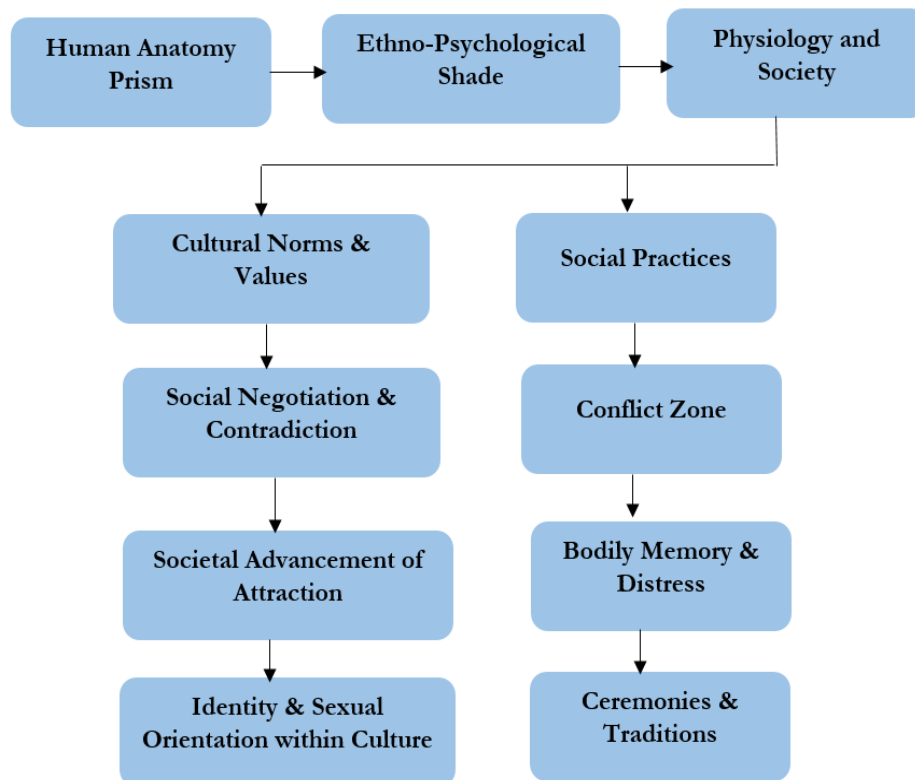 Human Anatomy
Prism
Ethno-Psychological
Shade
Physiology and
Society
Cultural Norms &
Values
Social Practices
Social Negotiation &
Contradiction
Conflict Zone
Societal Advancement of
Attraction
Bodily Memory &
Distress
Identity & Sexual
Orientation within Culture
Ceremonies &
Traditions